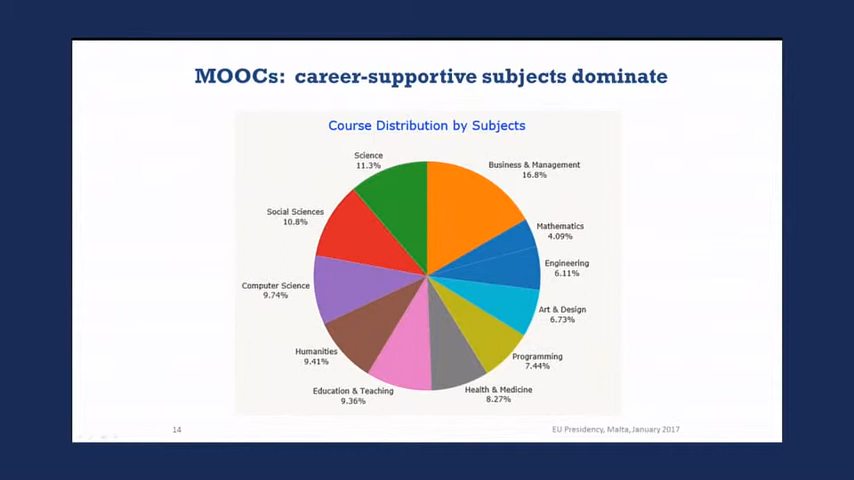 MOOCs: career-supportive subjects dominate
Course Distribution by Subjects
Science
11.3%
Business & Management
16.8%
Social Sciences
10.8%
Mathematics
4.09%
Engineering
6.11%
Computer Science
9.74%
Art & Design
6.73%
Humanities
9.41%
Programming
7.44%
Education & Teaching
9.36%
Health & Medicine
8.27%
14
EU Presidency, Malta, January 2017